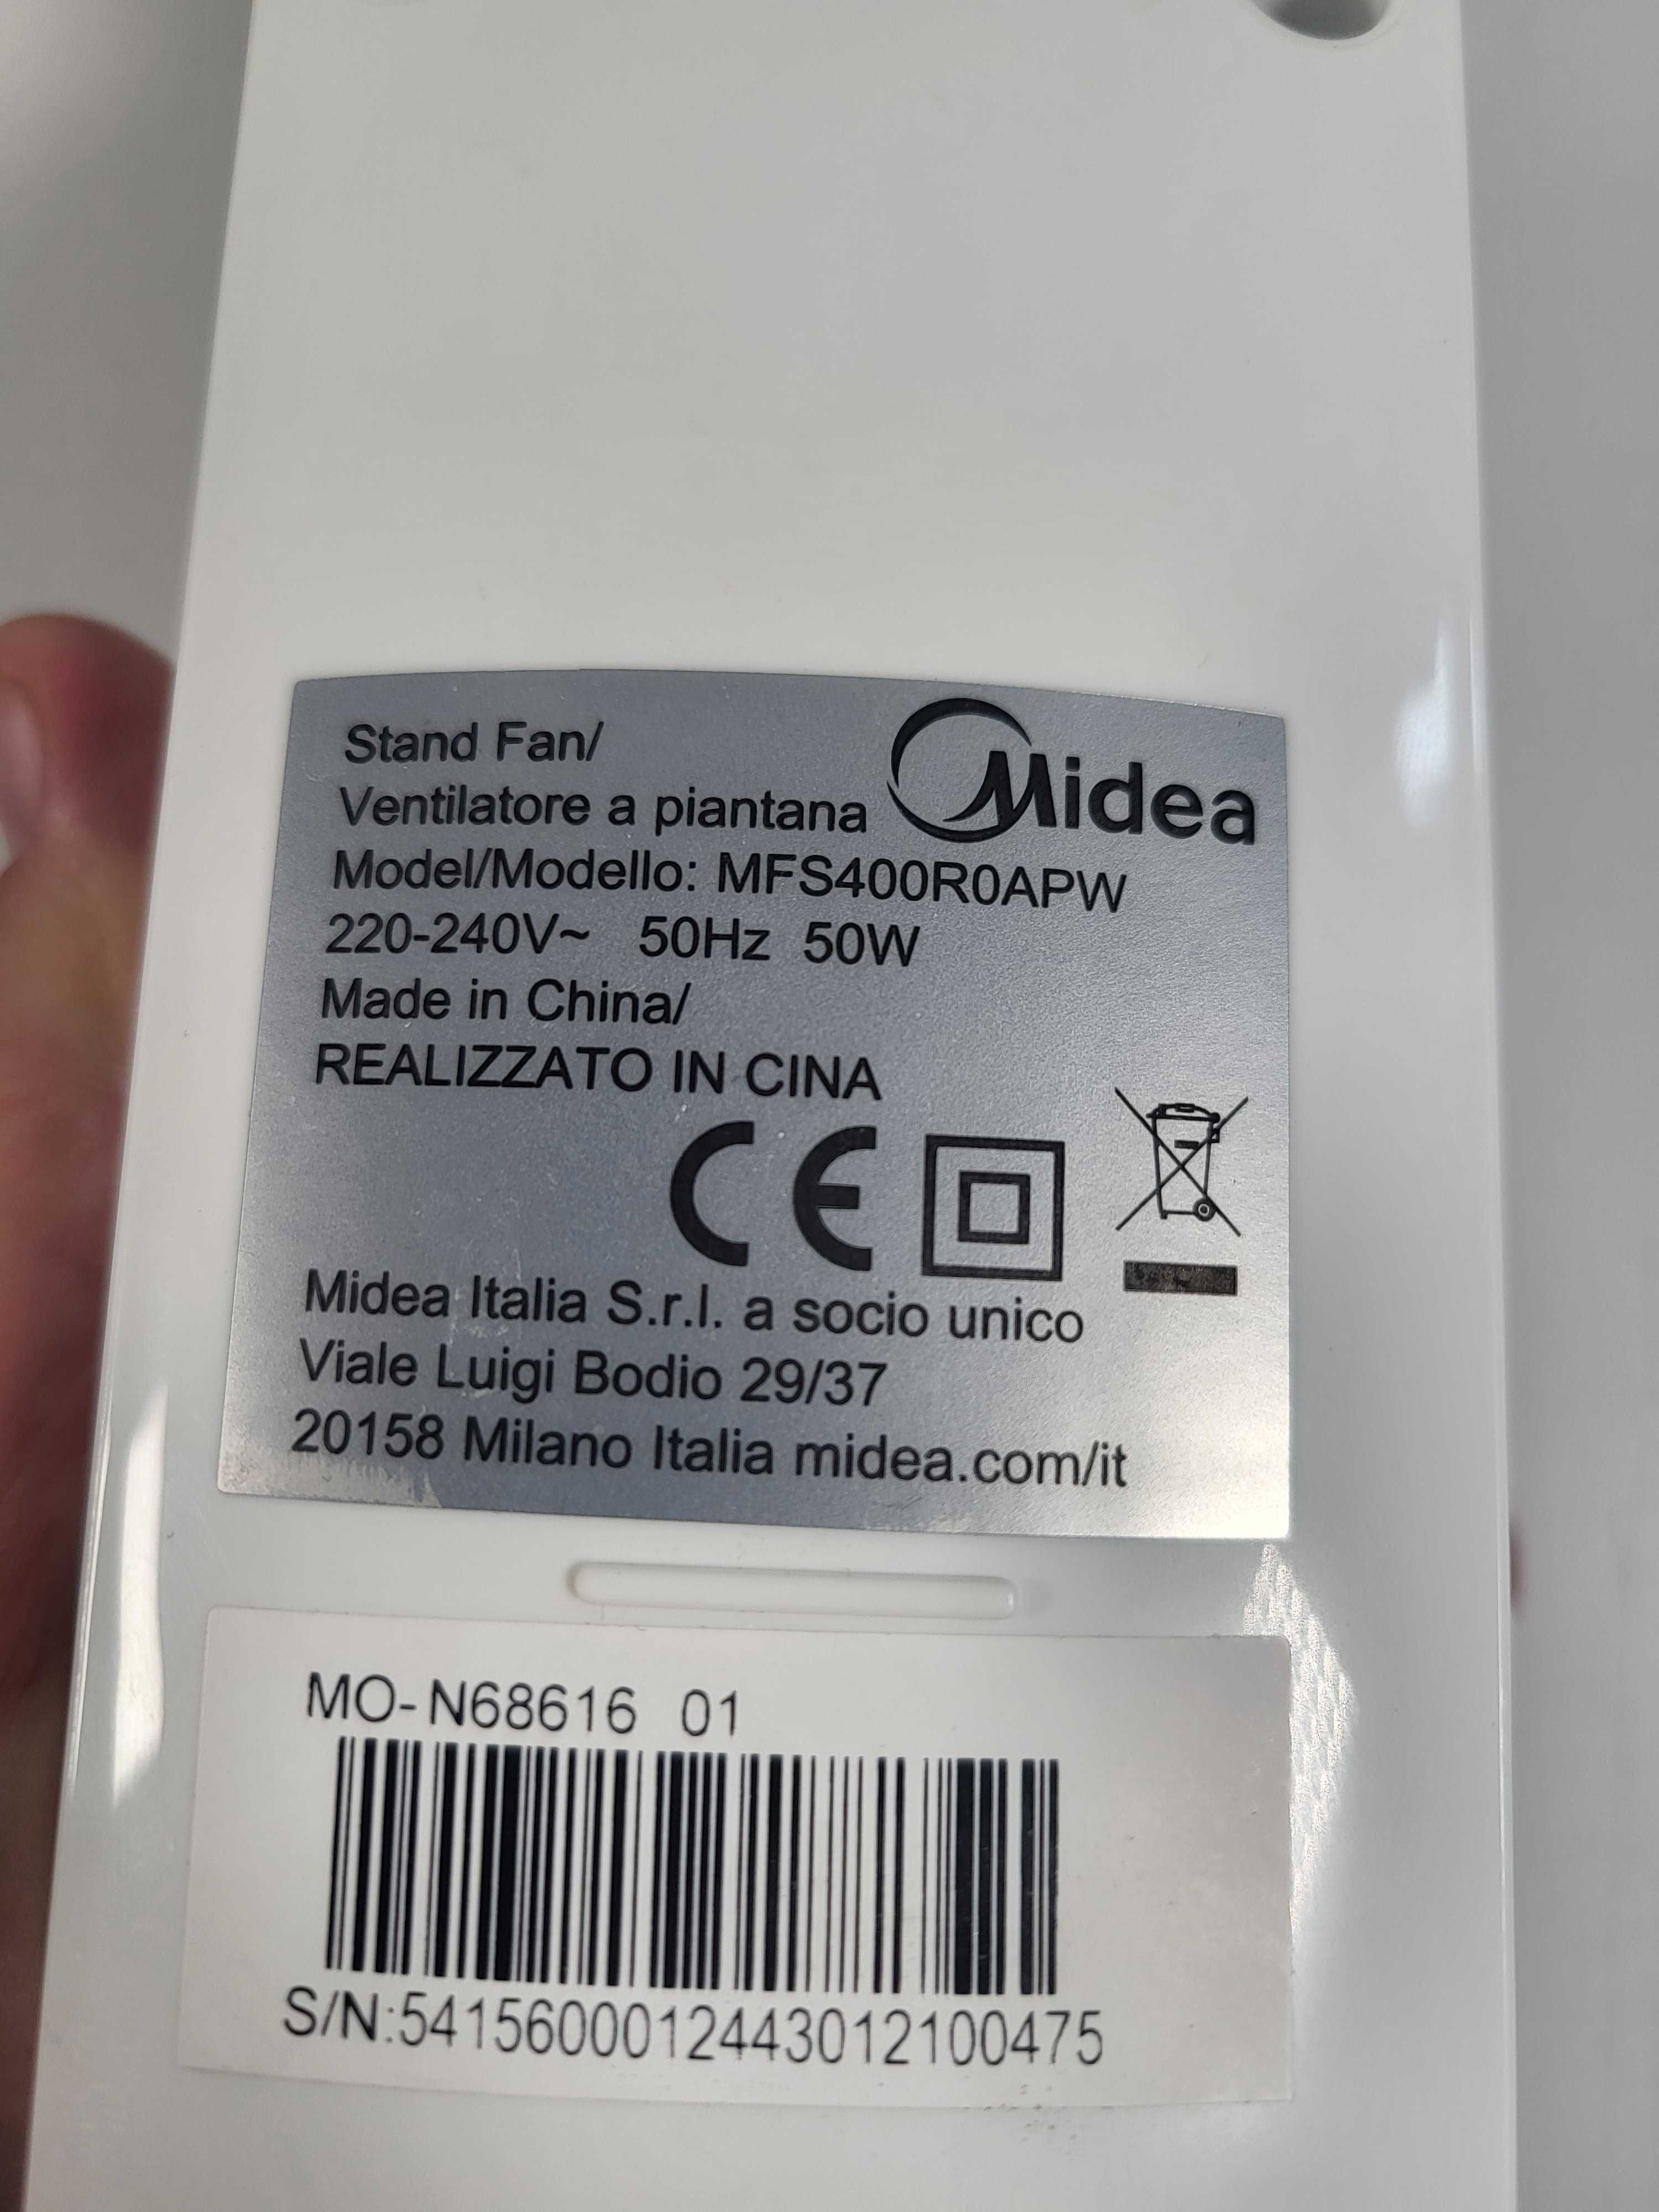 Stand Fan/
Midea
Ventilatore a piantana
Model/Modello: MFS400R0APW
220-240V~ 50Hz 50W
Made in China/
REALIZZATO IN CINA
CE
Midea Italia S.r.l. a socio unico
Viale Luigi Bodio 29/37
20158 Milano Italia midea.com/it
MO-N68616 01
S/N:5415600012443012100475